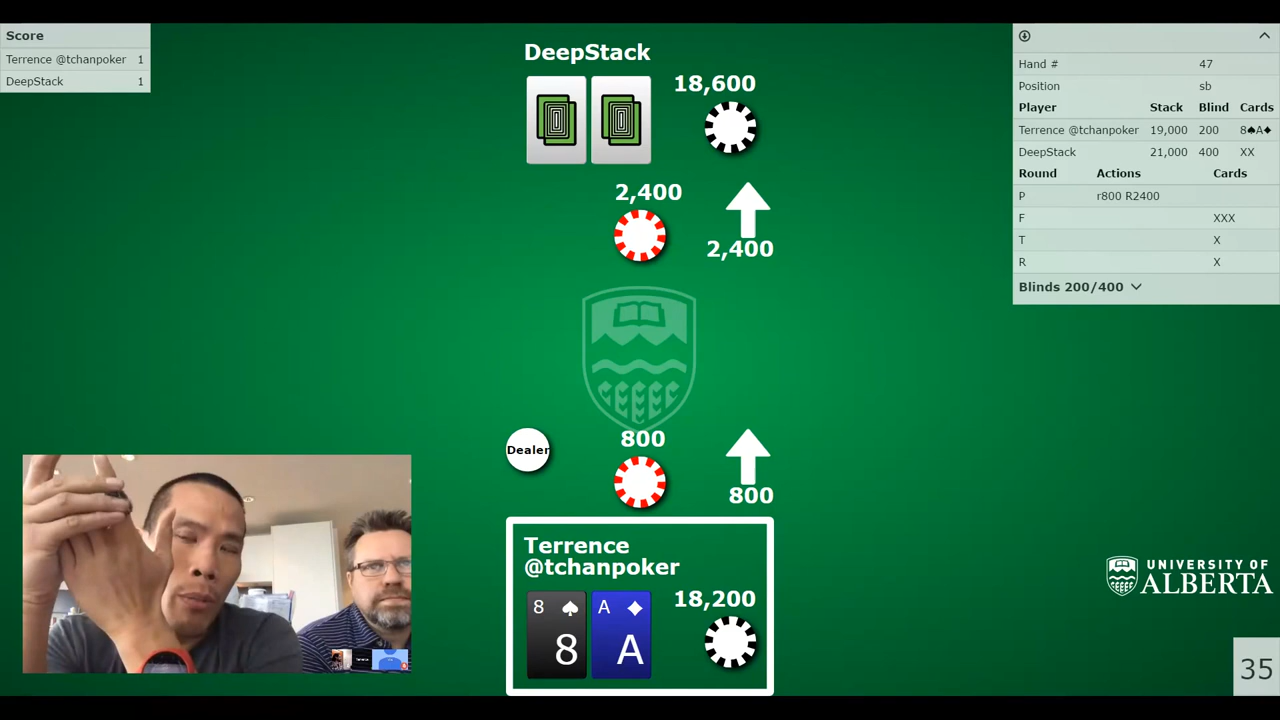 Score
Terrence @tchanpoker 1
DeepStack 1
DeepStack
18,600
2,400
2,400
Dealer
800
800
Terrence
@tchanpoker
18,200
8♠ A♦
8 A
Hand # 47
Position sb
Player Stack Blind Cards
Terrence @tchanpoker 19,000 200 8♠A♦
DeepStack 21,000 400 XX
Round Actions Cards
P r800 R2400
F XXX
T X
R X
Blinds 200/400
UNIVERSITY OF
ALBERTA
35